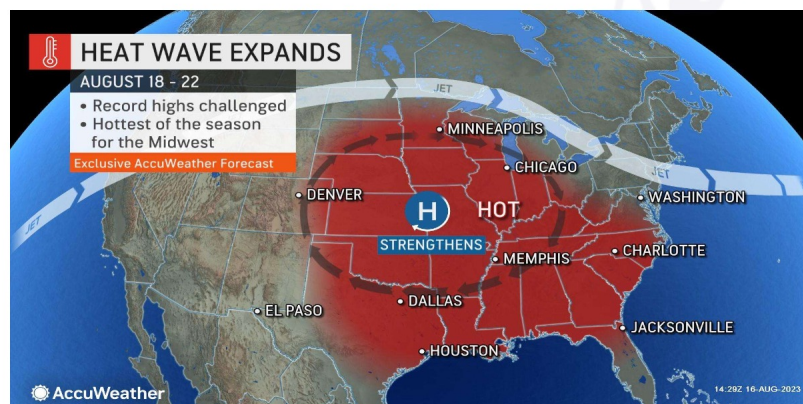 HEAT WAVE EXPANDS
AUGUST 18 - 22
• Record highs challenged
• Hottest of the season
for the Midwest
Exclusive AccuWeather Forecast
JET
MINNEAPOLIS
CHICAGO
JET
DENVER
WASHINGTON
JET
H
HOT
STRENGTHENS
MEMPHIS
CHARLOTTE
EL PASO
DALLAS
JACKSONVILLE
HOUSTON
AccuWeather
14:29Z 16-AUG-2023